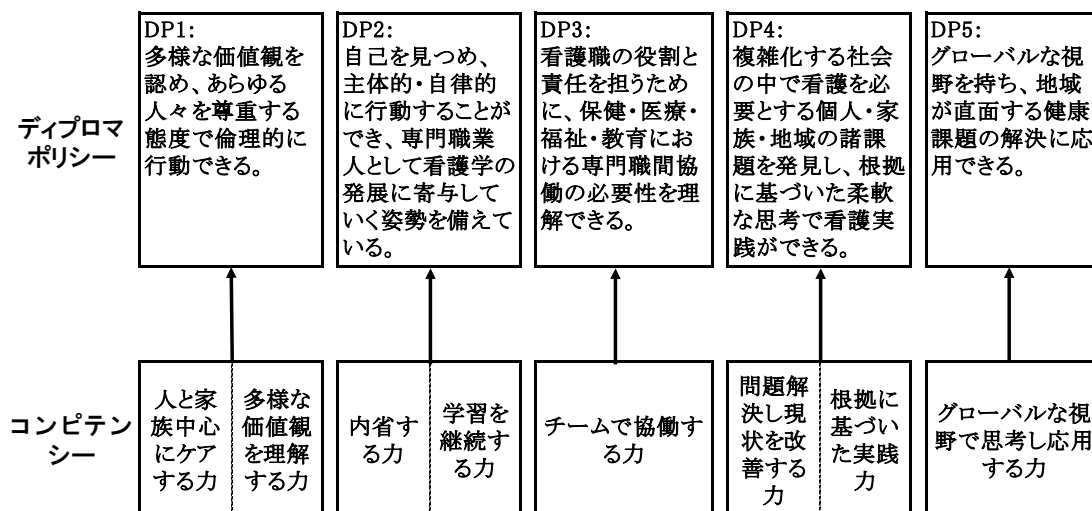 ディプロマ
ポリシー
DP1:
多様な価値観を
認め、あらゆる
人々を尊重する
態度で倫理的に
行動できる。
DP2:
自己を見つめ、
主体的・自律的
に行動することが
でき、専門職業
人として看護学の
発展に寄与して
いく姿勢を備えて
いる。
DP3:
看護職の役割と
責任を担うため
に、保健・医療・
福祉・教育にお
ける専門職間協
働の必要性を理
解できる。
DP4:
複雑化する社会
の中で看護を必
要とする個人・家
族・地域の諸課
題を発見し、根拠
に基づいた柔軟
な思考で看護実
践ができる。
DP5:
グローバルな視
野を持ち、地域
が直面する健康
課題の解決に応
用できる。
コンピテン
シー
人と家
族中心
にケア
する力
多様な
価値観
を理解
する力
内省す
る力
学習を
継続す
る力
チームで協働す
る力
問題解
決し現
状を改
善する
力
根拠に
基づい
た実践
力
グローバルな視
野で思考し応用
する力